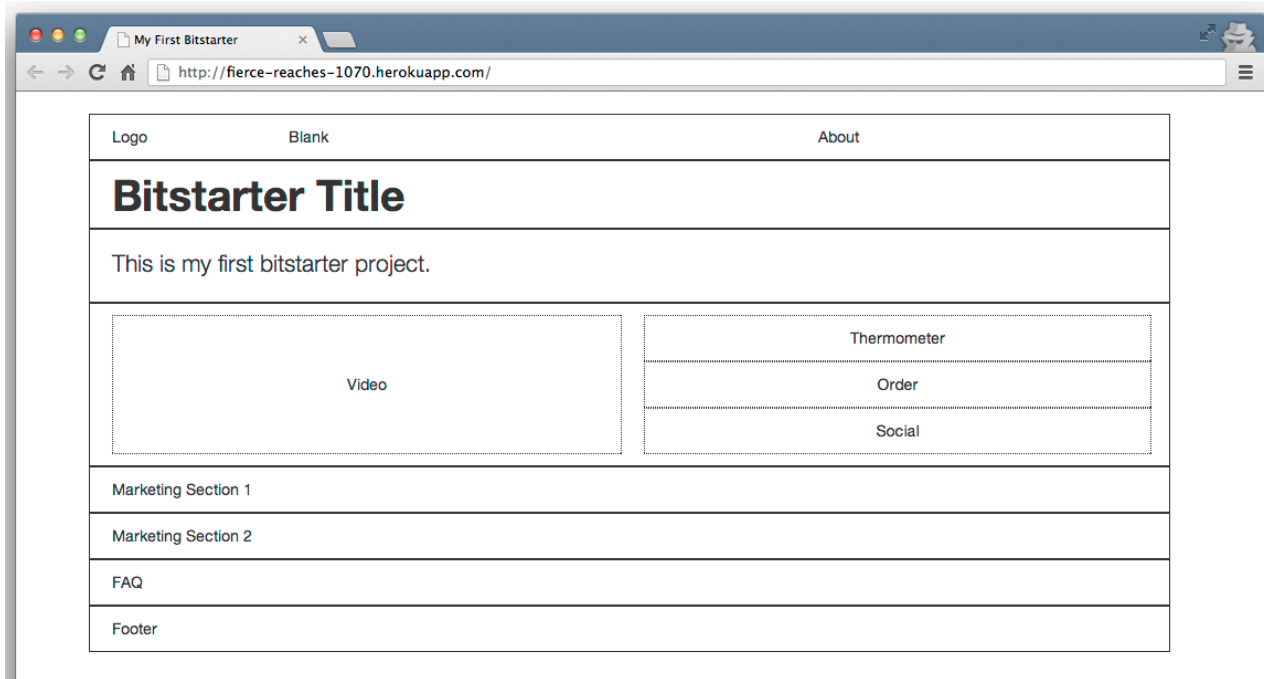 My First Bitstarter
http://fierce-reaches-1070.herokuapp.com/
Logo Blank About
Bitstarter Title
This is my first bitstarter project.
Video
Thermometer
Order
Social
Marketing Section 1
Marketing Section 2
FAQ
Footer